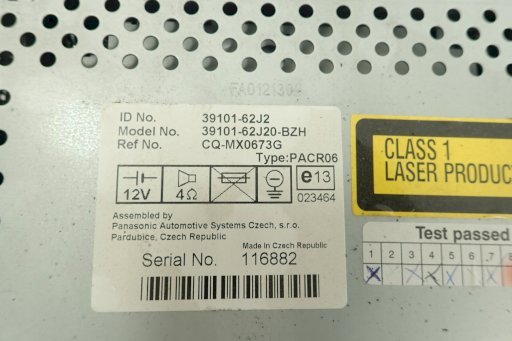 FA0121309
ID No. 39101-62J2
Model No. 39101-62J20-BZH
Ref No. CQ-MX0673G
Type:PACR06
12V 4Ω e13
023464
Assembled by
Panasonic Automotive Systems Czech, s.r.o.
Pardubice, Czech Republic
Made in Czech Republic
Serial No. 116882
CLASS 1
LASER PRODUC
Test passed
1 2 3 4 5 6 7 8